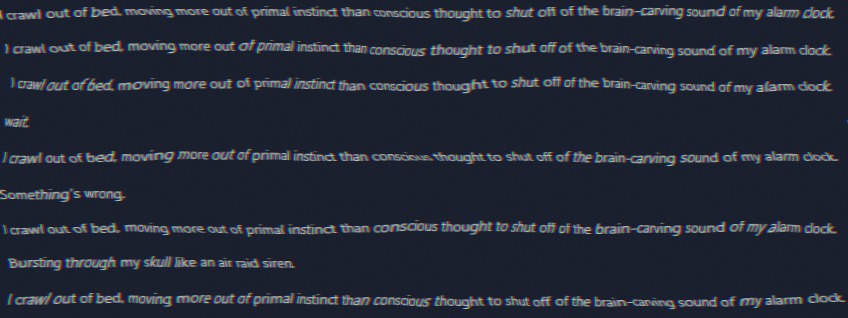 I crawl out of bed, moving more out of primal instinct than conscious thought to shut off of the brain-carving sound of my alarm clock.
I crawl out of bed, moving more out of primal instinct than conscious thought to shut off of the brain-carving sound of my alarm clock.
I crawl out of bed, moving more out of primal instinct than conscious thought to shut off of the brain-carving sound of my alarm clock.
wait.
I crawl out of bed, moving more out of primal instinct than conscious thought to shut off of the brain-carving sound of my alarm clock.
Something's wrong.
I crawl out of bed, moving more out of primal instinct than conscious thought to shut off of the brain-carving sound of my alarm clock.
Bursting through my skull like an air raid siren.
I crawl out of bed, moving more out of primal instinct than conscious thought to shut off of the brain-carving sound of my alarm clock.